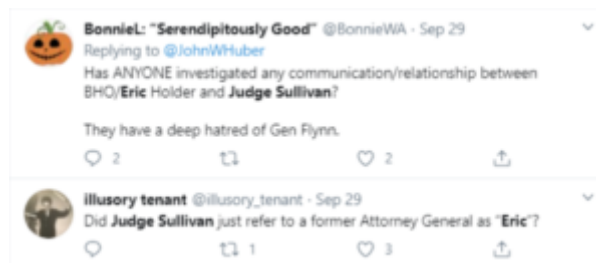 BonnieL: "Serendipitously Good" @BonnieWA · Sep 29
Replying to @JohnWHuber
Has ANYONE investigated any communication/relationship between
BHO/Eric Holder and Judge Sullivan?
They have a deep hatred of Gen Flynn.
2 2
illusory tenant @illusory_tenant · Sep 29
Did Judge Sullivan just refer to a former Attorney General as "Eric"?
1 3